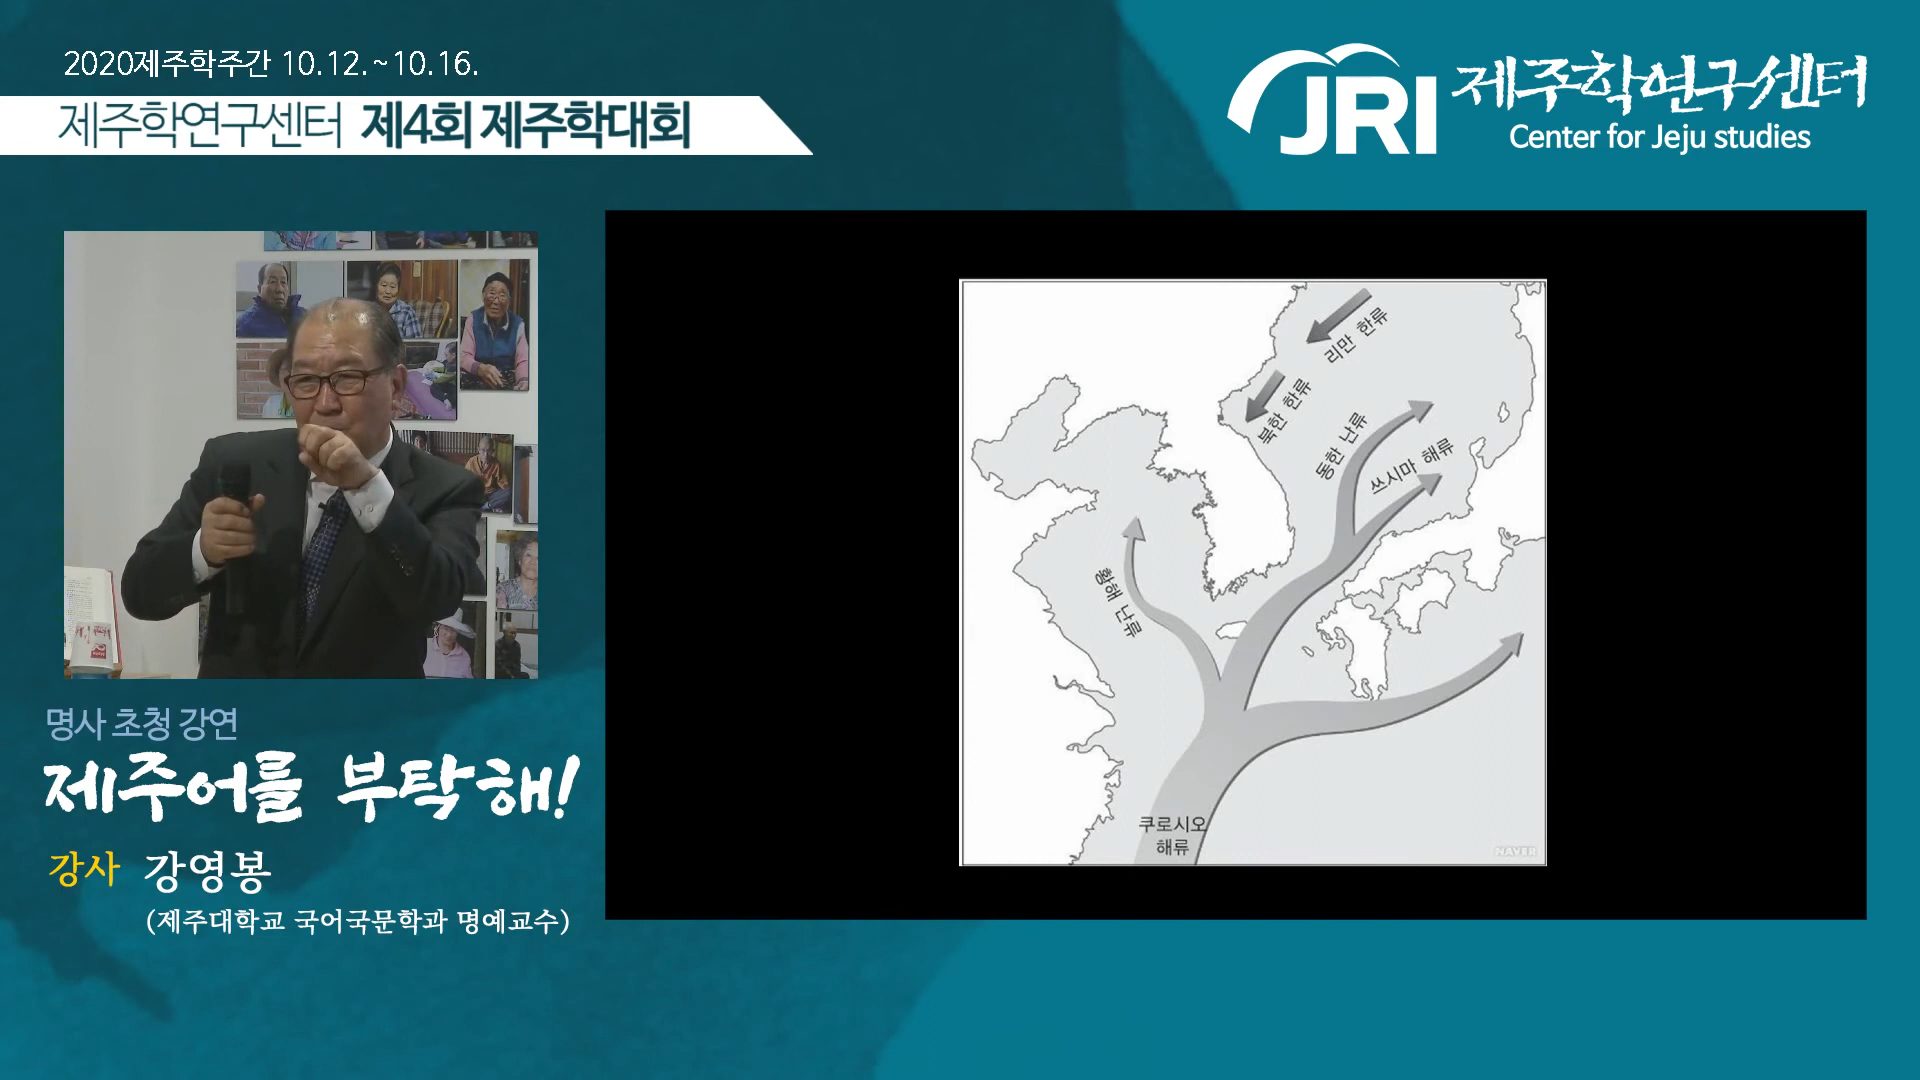 2020제주학주간 10.12.~10.16.
제주학연구센터 제4회 제주학대회
JRI 제주학연구센터
Center for Jeju studies
리만 한류
북한 한류
동한 난류
쓰시마 해류
황해 난류
쿠로시오
해류
NAVER
명사 초청 강연
제주어를 부탁해!
강사 강영봉
(제주대학교 국어국문학과 명예교수)